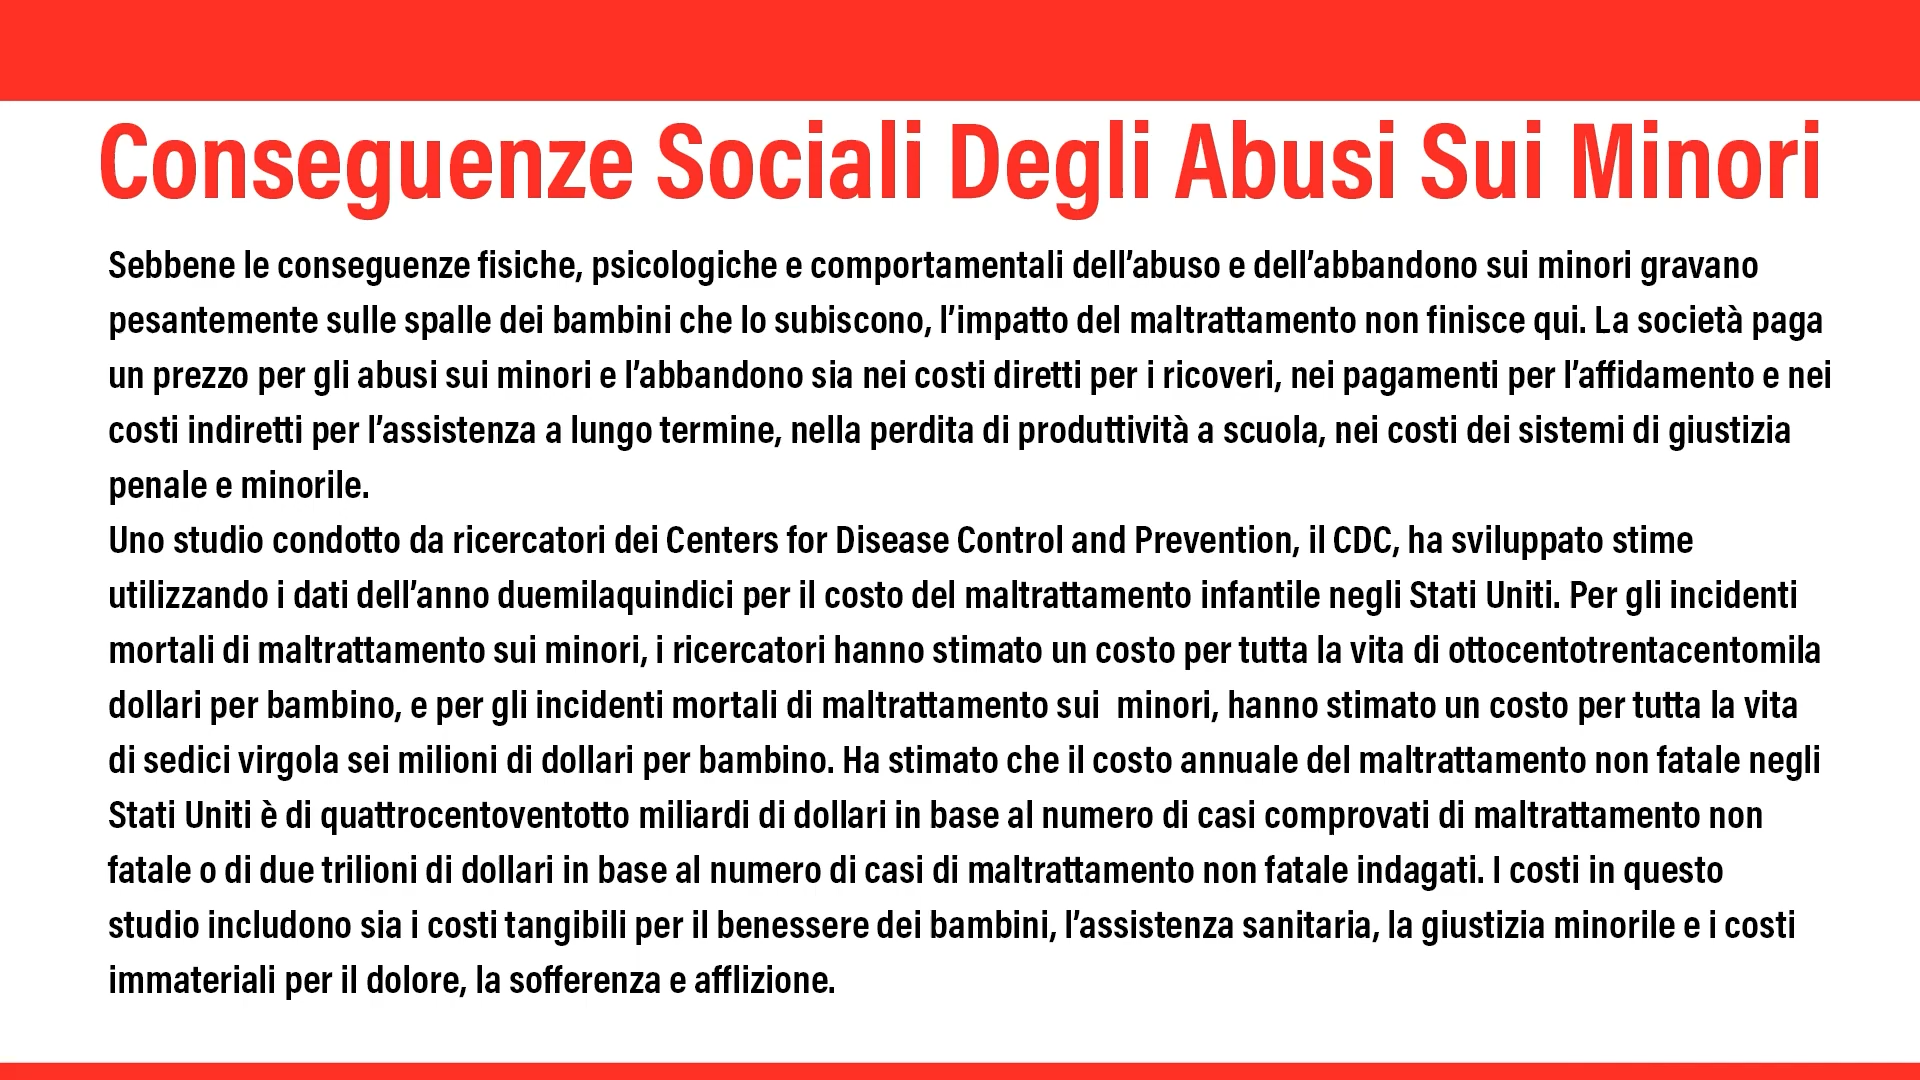 Conseguenze Sociali Degli Abusi Sui Minori
Sebbene le conseguenze fisiche, psicologiche e comportamentali dell’abuso e dell’abbandono sui minori gravano
pesantemente sulle spalle dei bambini che lo subiscono, l’impatto del maltrattamento non finisce qui. La società paga
un prezzo per gli abusi sui minori e l’abbandono sia nei costi diretti per i ricoveri, nei pagamenti per l’affidamento e nei
costi indiretti per l’assistenza a lungo termine, nella perdita di produttività a scuola, nei costi dei sistemi di giustizia
penale e minorile.
Uno studio condotto da ricercatori dei Centers for Disease Control and Prevention, il CDC, ha sviluppato stime
utilizzando i dati dell’anno duemilaquindici per il costo del maltrattamento infantile negli Stati Uniti. Per gli incidenti
mortali di maltrattamento sui minori, i ricercatori hanno stimato un costo per tutta la vita di ottocentotrentacentomila
dollari per bambino, e per gli incidenti mortali di maltrattamento sui  minori, hanno stimato un costo per tutta la vita
di sedici virgola sei milioni di dollari per bambino. Ha stimato che il costo annuale del maltrattamento non fatale negli
Stati Uniti è di quattrocentoventotto miliardi di dollari in base al numero di casi comprovati di maltrattamento non
fatale o di due trilioni di dollari in base al numero di casi di maltrattamento non fatale indagati. I costi in questo
studio includono sia i costi tangibili per il benessere dei bambini, l’assistenza sanitaria, la giustizia minorile e i costi
immateriali per il dolore, la sofferenza e afflizione.